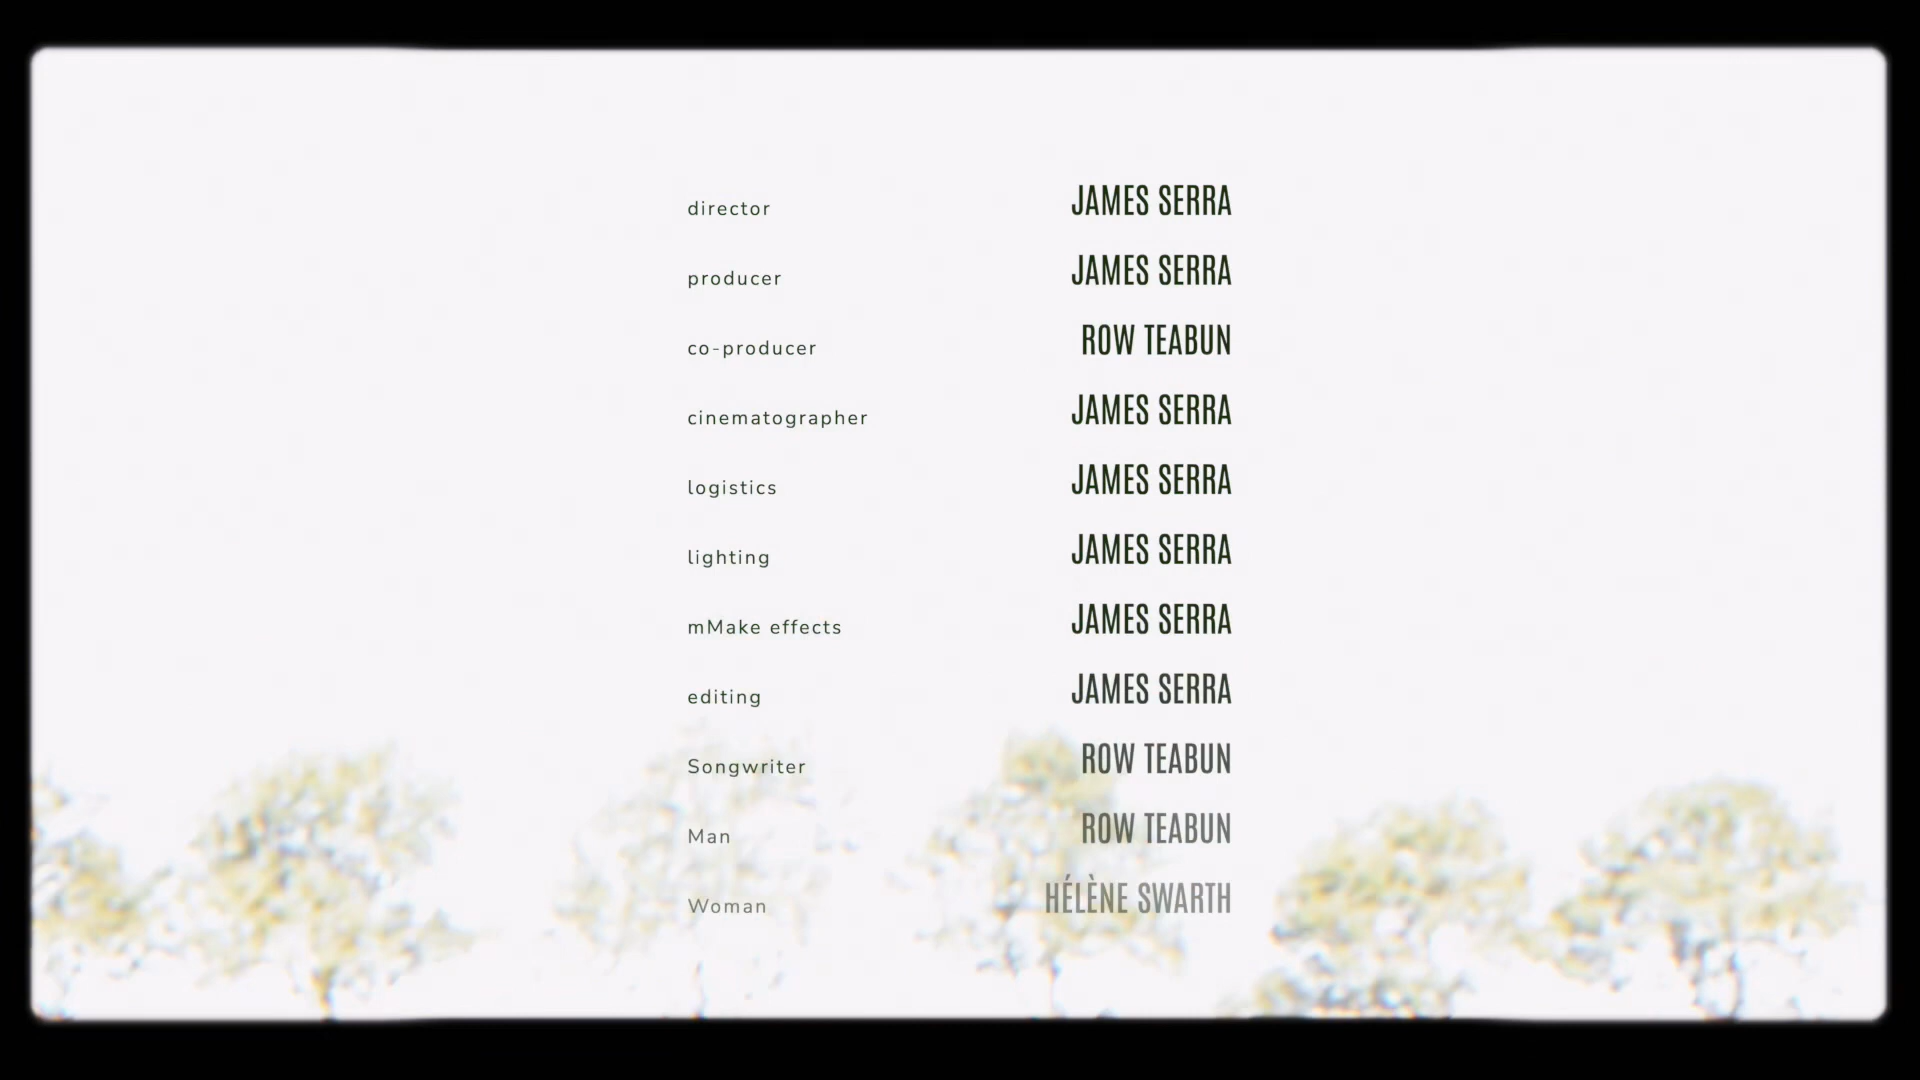 director JAMES SERRA
producer JAMES SERRA
co-producer ROW TEABUN
cinematographer JAMES SERRA
logistics JAMES SERRA
lighting JAMES SERRA
mMake effects JAMES SERRA
editing JAMES SERRA
Songwriter ROW TEABUN
Man ROW TEABUN
Woman HÉLÈNE SWARTH